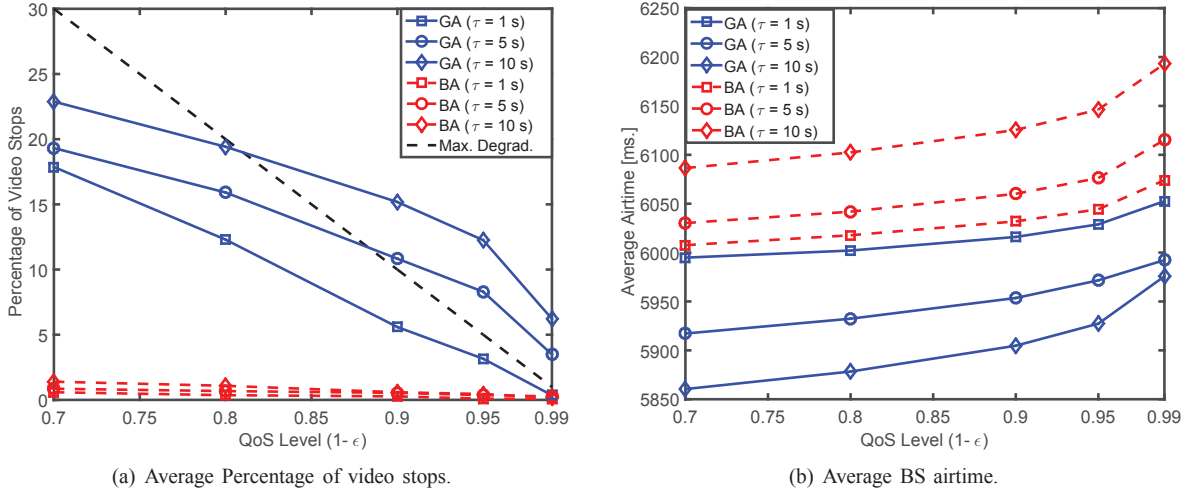 30
25
20
15
10
5
0
Percentage of Video Stops
GA (τ = 1 s)
GA (τ = 5 s)
GA (τ = 10 s)
BA (τ = 1 s)
BA (τ = 5 s)
BA (τ = 10 s)
Max. Degrad.
0.7 0.75 0.8 0.85 0.9 0.95 0.99
QoS Level (1- ϵ)
(a) Average Percentage of video stops.
6250
6200
6150
6100
6050
6000
5950
5900
5850
Average Airtime [ms.]
GA (τ = 1 s)
GA (τ = 5 s)
GA (τ = 10 s)
BA (τ = 1 s)
BA (τ = 5 s)
BA (τ = 10 s)
0.7 0.75 0.8 0.85 0.9 0.95 0.99
QoS Level (1- ϵ)
(b) Average BS airtime.